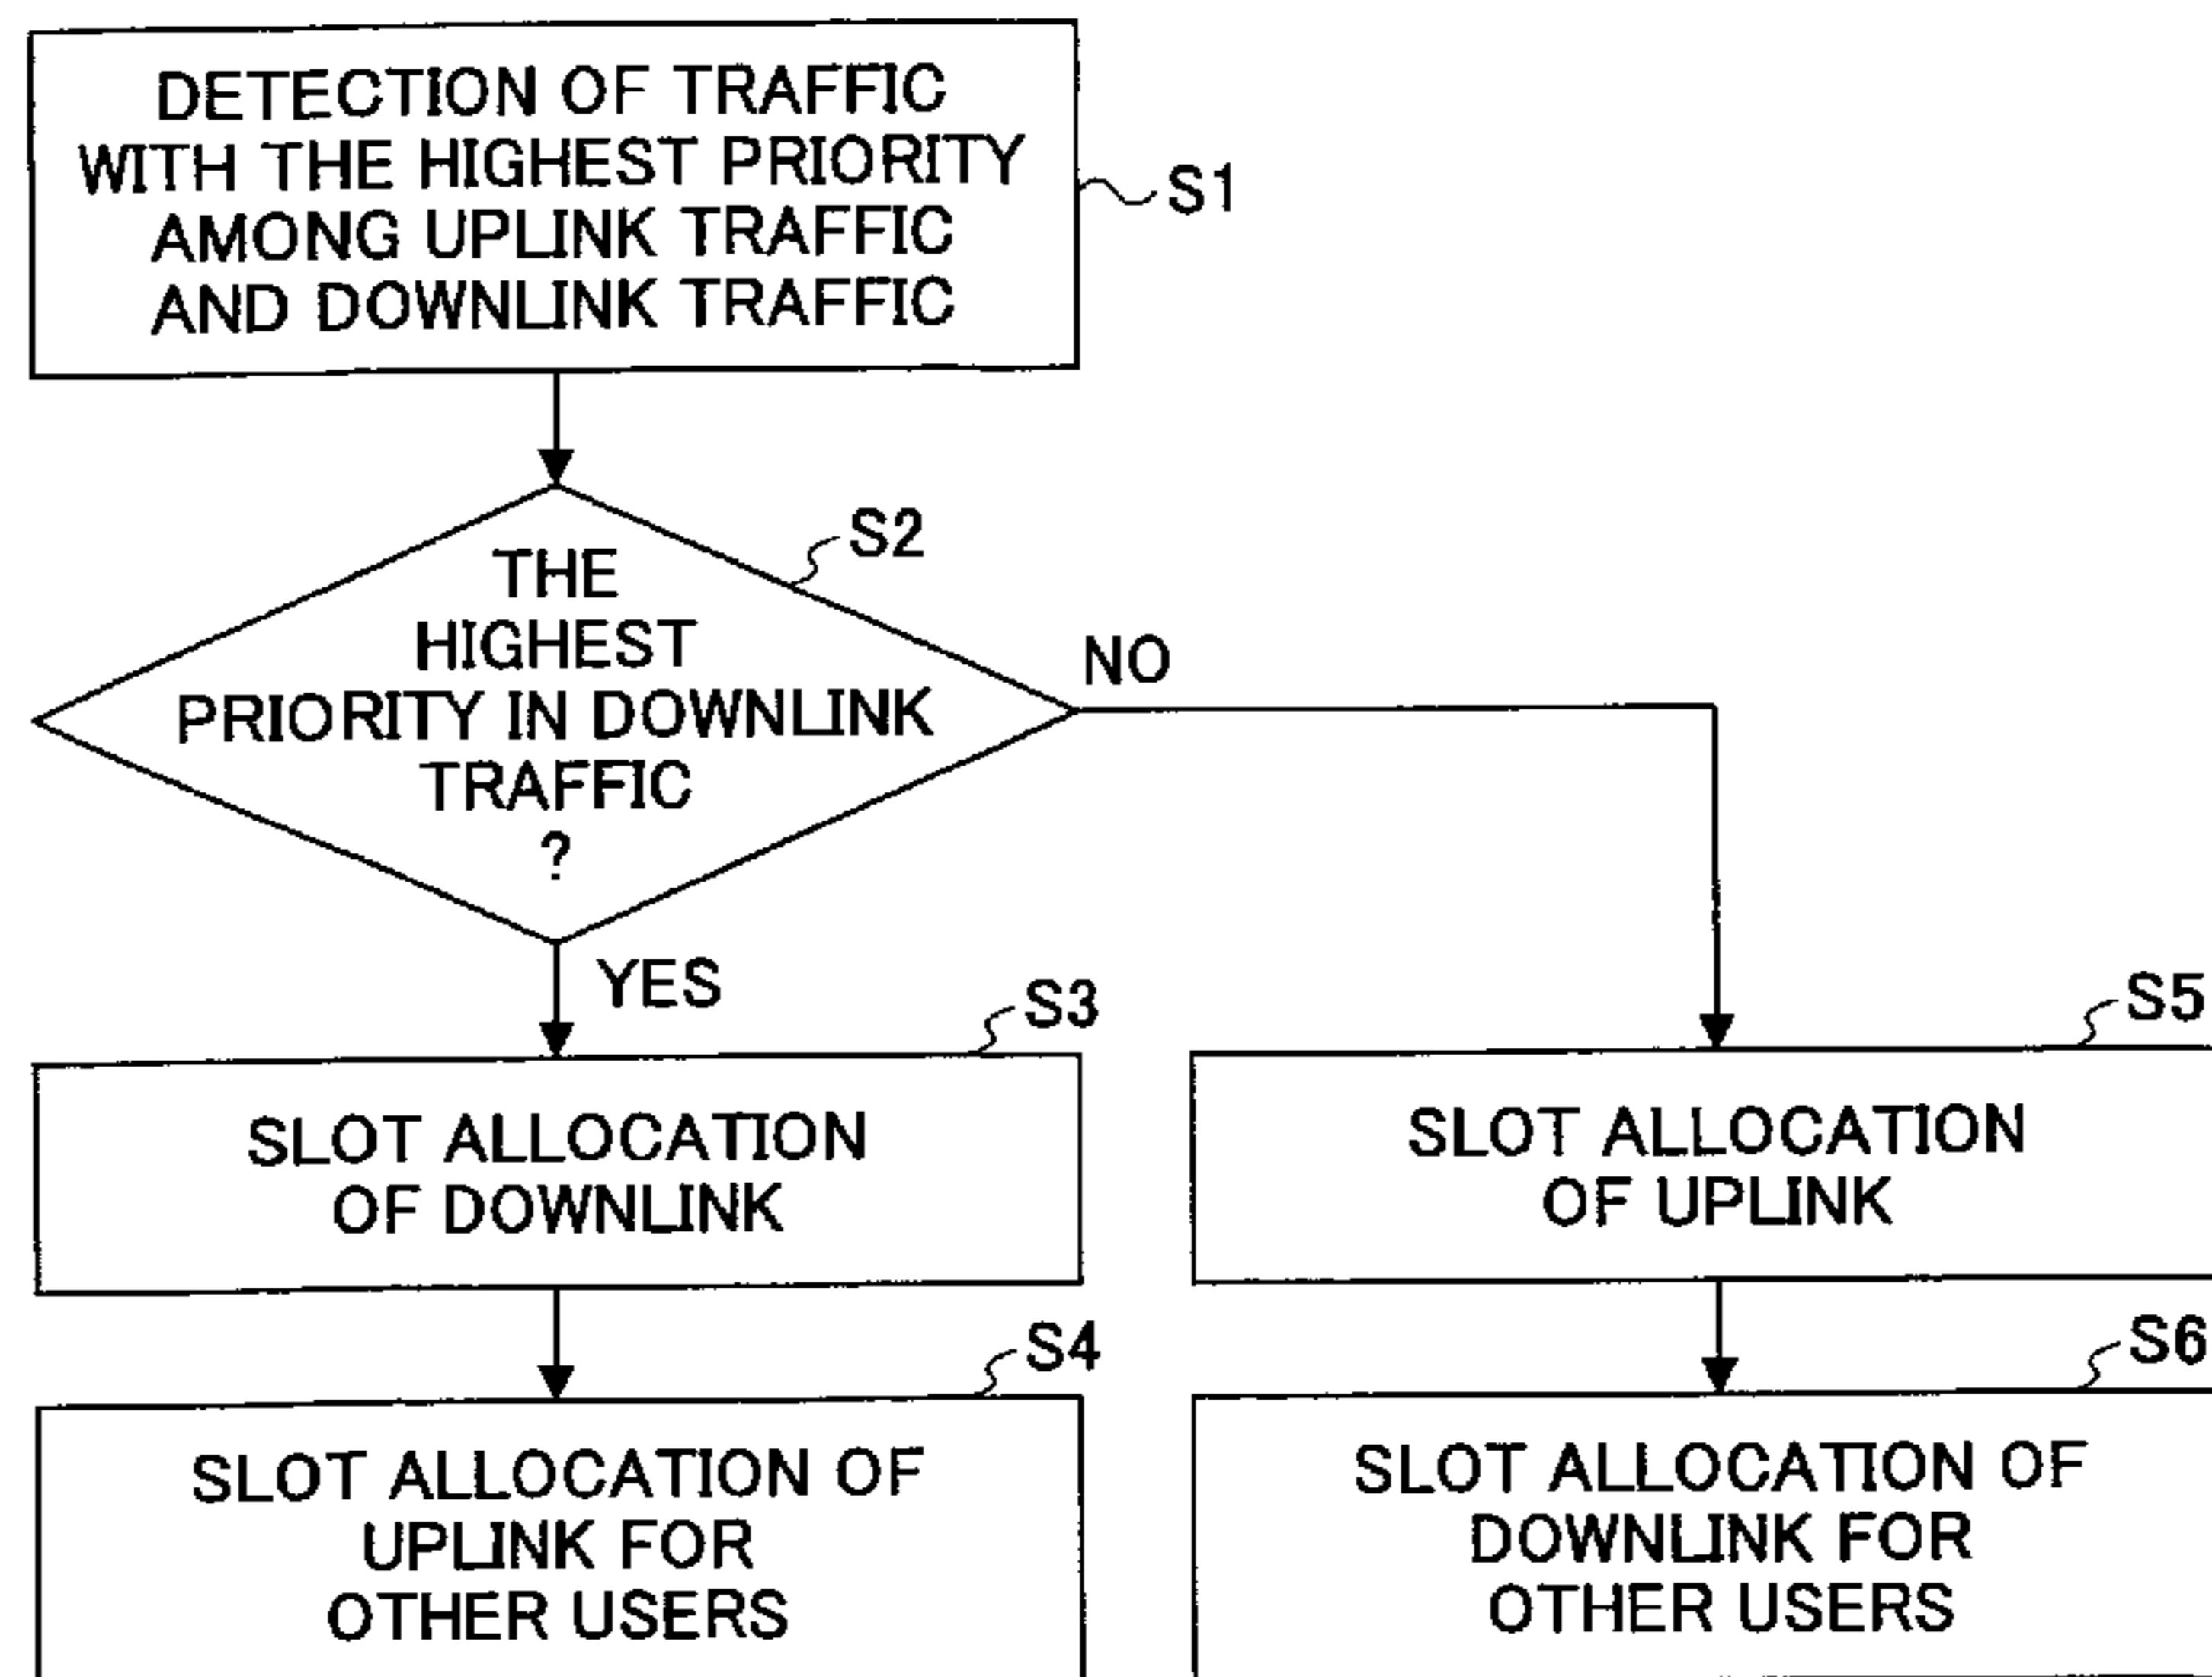 DETECTION OF TRAFFIC
WITH THE HIGHEST PRIORITY
AMONG UPLINK TRAFFIC
AND DOWNLINK TRAFFIC
S1
S2
THE
HIGHEST
PRIORITY IN DOWNLINK
TRAFFIC
?
NO
YES
S3
SLOT ALLOCATION
OF DOWNLINK
S5
SLOT ALLOCATION
OF UPLINK
S4
SLOT ALLOCATION OF
UPLINK FOR
OTHER USERS
S6
SLOT ALLOCATION OF
DOWNLINK FOR
OTHER USERS